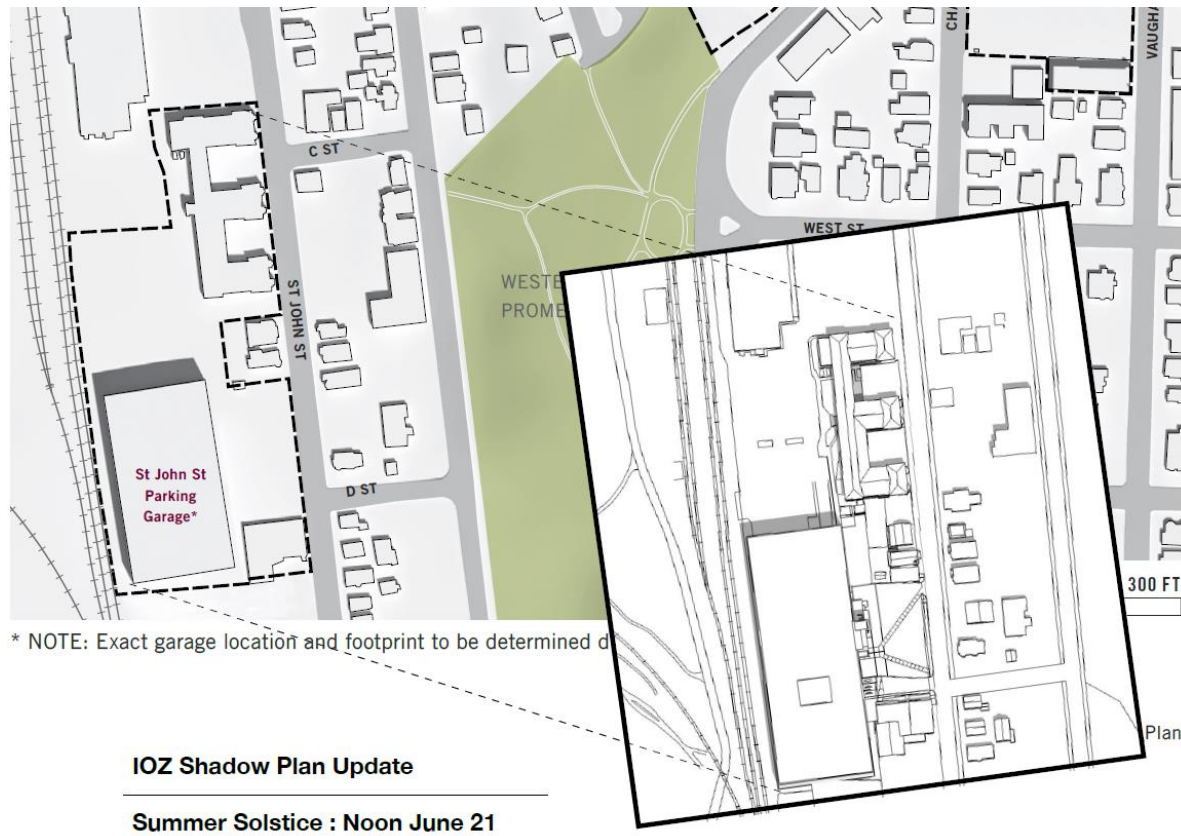 CHA
VAUGHA
C ST
WEST ST
WESTE
PROME
ST JOHN ST
St John St
Parking
Garage*
D ST
300 FT
* NOTE: Exact garage location and footprint to be determined d
Plan
IOZ Shadow Plan Update
Summer Solstice : Noon June 21